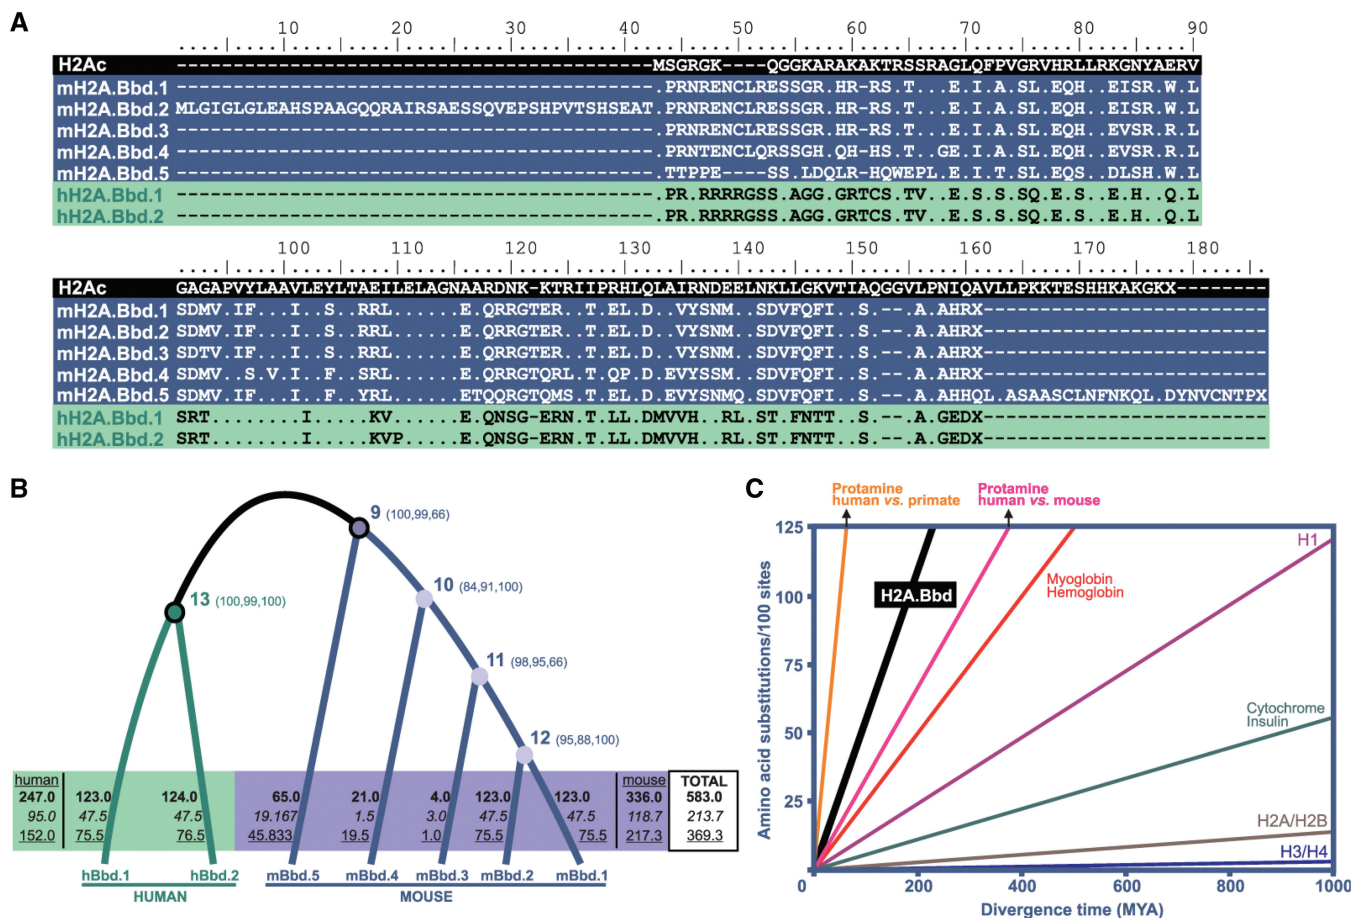 A
10 20 30 40 50 60 70 80 90
H2Ac ------------------------------------------MSGRGK----QGGKARAKAKTRSSRAGLQFPVGRVHRLLRKGNYAERV
mH2A.Bbd.1 ------------------------------------------.PRNRENCLRESSGR.HR-RS.T...E.I.A.SL.EQH..EISR.W.L
mH2A.Bbd.2 MLGIGLGLEAHSPAAGQQRAIRSAESSQVEPSHPVTSHSEAT.PRNRENCLRESSGR.HR-RS.T...E.I.A.SL.EQH..EISR.W.L
mH2A.Bbd.3 ------------------------------------------.PRNRENCLRESSGR.HR-RS.T...E.I.A.SL.EQH..EVSR.R.L
mH2A.Bbd.4 ------------------------------------------.PRNTENCLQRSSGH.QH-HS.T..GE.I.A.SL.EQH..EVSR.R.L
mH2A.Bbd.5 ------------------------------------------.TTPPE----SS.LDQLR-HQWEPL.E.I.T.SL.EQS..DLSH.W.L
hH2A.Bbd.1 ------------------------------------------.PR.RRRRGSS.AGG.GRTCS.TV..E.S.S.SQ.E.S..E.H..Q.L
hH2A.Bbd.2 ------------------------------------------.PR.RRRRGSS.AGG.GRTCS.TV..E.S.S.SQ.E.S..E.H..Q.L
100 110 120 130 140 150 160 170 180
H2Ac GAGAPVYLAAVLEYLTAEILELAGNAARDNK-KTRIIPRHLQLAIRNDEELNKLLGKVTIAQGGVLPNIQAVLLPKKTESHHKAKGKX--------
mH2A.Bbd.1 SDMV.IF...I..S..RRL......E.QRRGTER..T.EL.D..VYSNM..SDVFQFI..S.--.A.AHRX-------------------------
mH2A.Bbd.2 SDMV.IF...I..S..RRL......E.QRRGTER..T.EL.D..VYSNM..SDVFQFI..S.--.A.AHRX-------------------------
mH2A.Bbd.3 SDTV.IF...I..S..RRL......E.QRRGTER..T.EL.D..VYSNM..SDVFQFI..S.--.A.AHRX-------------------------
mH2A.Bbd.4 SDMV..S.V.I..F..SRL......E.QRRGTQRL.T.QP.D.EVYSSM..SDVFQFI..S.--.A.AHRX-------------------------
mH2A.Bbd.5 SDMV.IF...I..F..YRL......ETQQRGTQMS.T.EL.D.EVYSNMQ.SDVFQFI..S.--.A.AHHQL.ASAASCLNFNKQL.DYNVCNTPX
hH2A.Bbd.1 SRT........I.....KV......E.QNSG-ERN.T.LL.DMVVH..RL.ST.FNTT..S.--.A.GEDX-------------------------
hH2A.Bbd.2 SRT........I.....KVP.....E.QNSG-ERN.T.LL.DMVVH..RL.ST.FNTT..S.--.A.GEDX-------------------------
B
9 (100,99,66)
10 (84,91,100)
13 (100,99,100)
11 (98,95,66)
12 (95,88,100)
human mouse TOTAL
247.0 123.0 124.0 65.0 21.0 4.0 123.0 123.0 336.0 583.0
95.0 47.5 47.5 19.167 1.5 3.0 47.5 47.5 118.7 213.7
152.0 75.5 76.5 45.833 19.5 1.0 75.5 75.5 217.3 369.3
hBbd.1 hBbd.2 mBbd.5 mBbd.4 mBbd.3 mBbd.2 mBbd.1
HUMAN MOUSE
C
Protamine
human vs. primate
Protamine
human vs. mouse
125
100
75
50
25
0 200 400 600 800 1000
Amino acid substitutions/100 sites
Divergence time (MYA)
H2A.Bbd
Myoglobin
Hemoglobin
H1
Cytochrome
Insulin
H2A/H2B
H3/H4